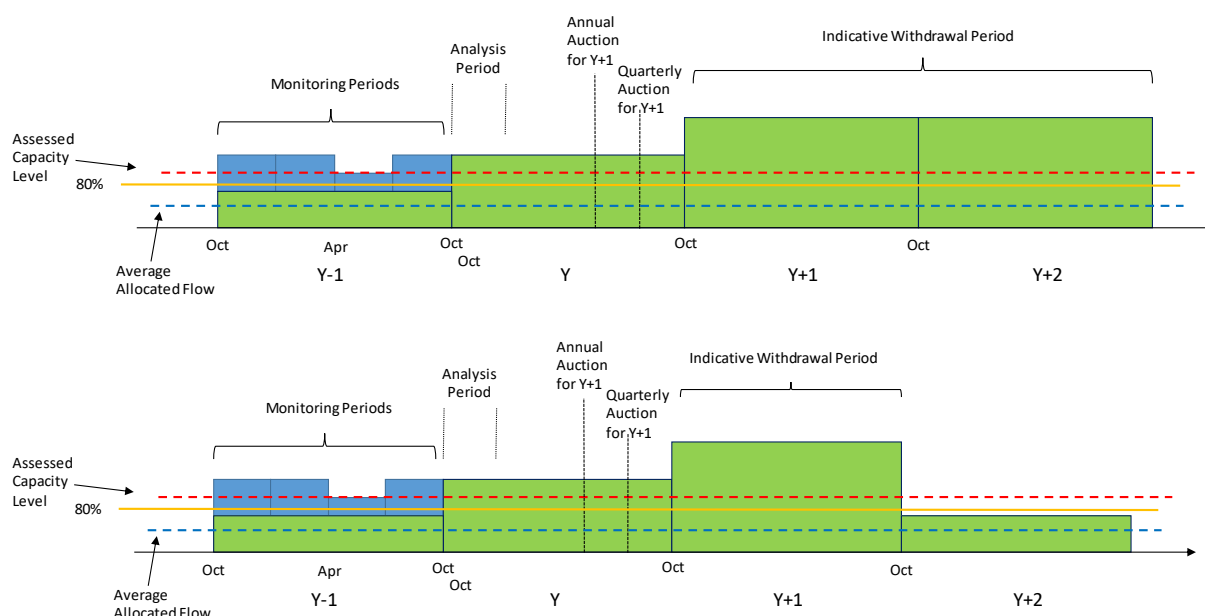 Annual
Auction
for Y+1
Indicative Withdrawal Period
Analysis
Period
Quarterly
Auction
for Y+1
Monitoring Periods
Assessed
Capacity
Level
80%
Oct
Apr
Oct
Oct
Oct
Oct
Average
Allocated Flow
Y-1
Y
Y+1
Y+2
Annual
Auction
for Y+1
Indicative Withdrawal Period
Analysis
Period
Quarterly
Auction
for Y+1
Monitoring Periods
Assessed
Capacity
Level
80%
Oct
Apr
Oct
Oct
Oct
Oct
Average
Allocated Flow
Y-1
Y
Y+1
Y+2